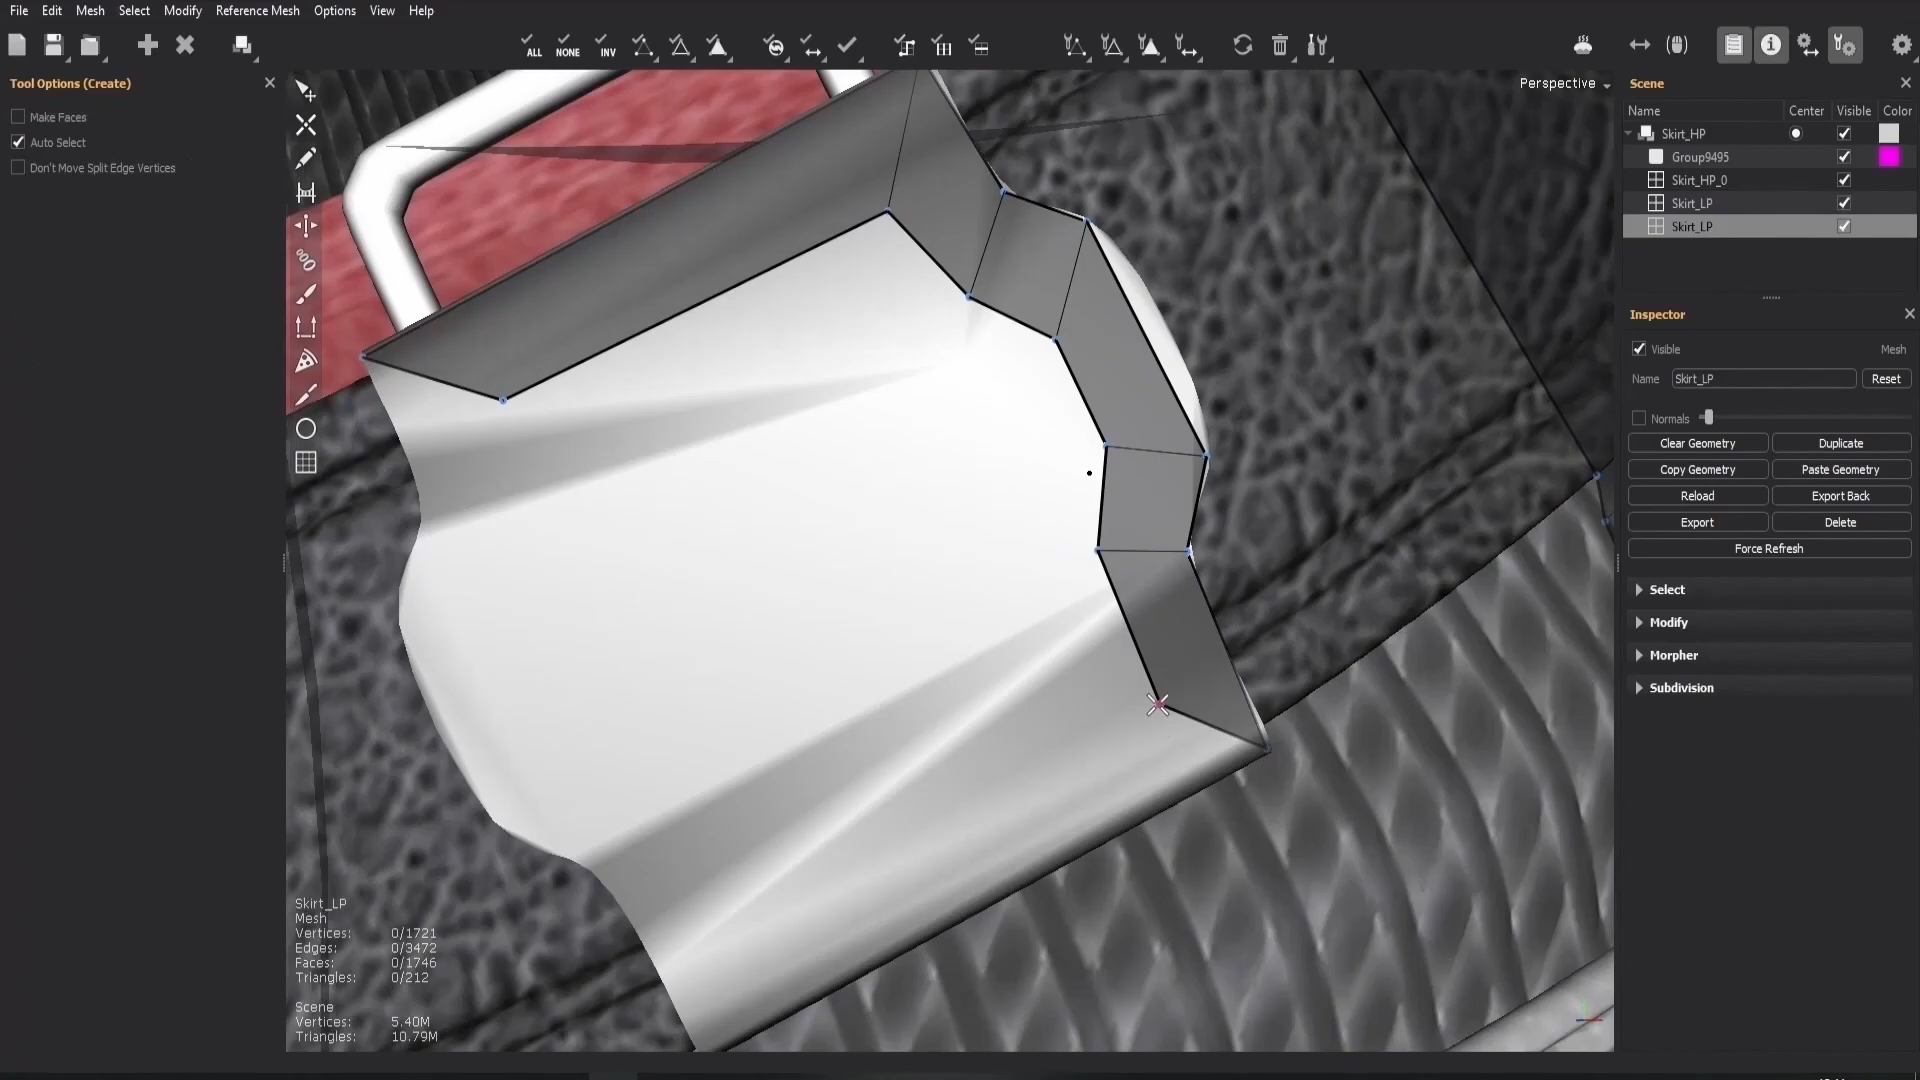 File Edit Mesh Select Modify Reference Mesh Options View Help
ALL NONE INV
Tool Options (Create)
Make Faces
Auto Select
Don't Move Split Edge Vertices
Perspective
Skirt_LP
Mesh
Vertices: 0/1721
Edges: 0/3472
Faces: 0/1746
Triangles: 0/212
Scene
Vertices: 5.40M
Triangles: 10.79M
Scene
Name Center Visible Color
Skirt_HP
Group9495
Skirt_HP_0
Skirt_LP
Skirt_LP
Inspector
Visible Mesh
Name Skirt_LP Reset
Normals
Clear Geometry Duplicate
Copy Geometry Paste Geometry
Reload Export Back
Export Delete
Force Refresh
Select
Modify
Morpher
Subdivision